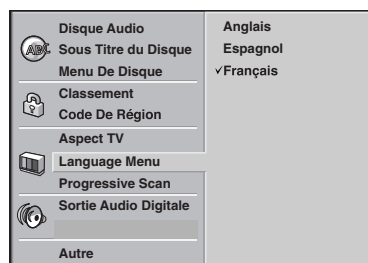 Disque Audio
Sous Titre du Disque
Menu De Disque
Classement
Code De Région
Aspect TV
Language Menu
Progressive Scan
Sortie Audio Digitale
Autre
Anglais
Espagnol
✓Français
ABC